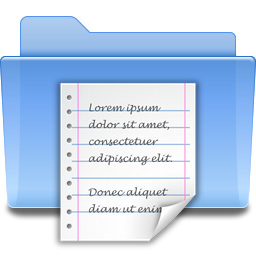 Lorem ipsum
dolor sit amet,
consectetuer
adipiscing elit.
Donec aliquet
diam ut enim